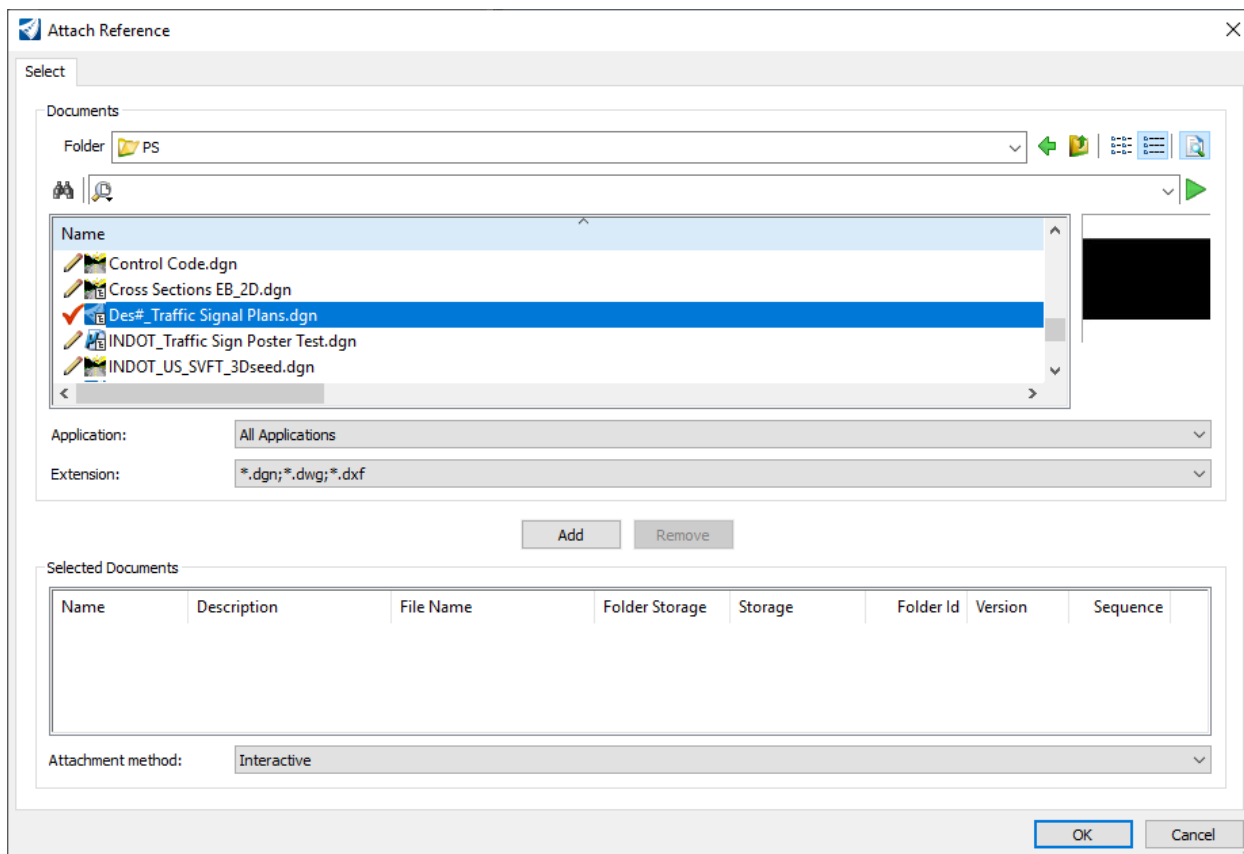 Attach Reference
Select
Documents
Folder PS
Name
Control Code.dgn
Cross Sections EB_2D.dgn
Des#_Traffic Signal Plans.dgn
INDOT_Traffic Sign Poster Test.dgn
INDOT_US_SVFT_3Dseed.dgn
Application: All Applications
Extension: *.dgn;*.dwg;*.dxf
Add Remove
Selected Documents
Name Description File Name Folder Storage Storage Folder Id Version Sequence
Attachment method: Interactive
OK Cancel